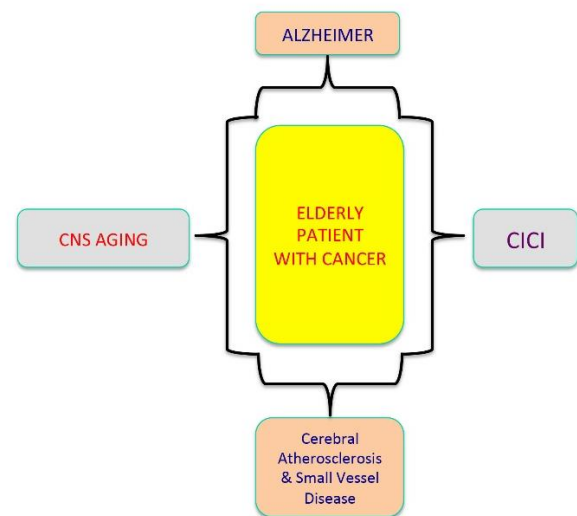 ALZHEIMER
CNS AGING
ELDERLY
PATIENT
WITH CANCER
CICI
Cerebral
Atherosclerosis
& Small Vessel
Disease